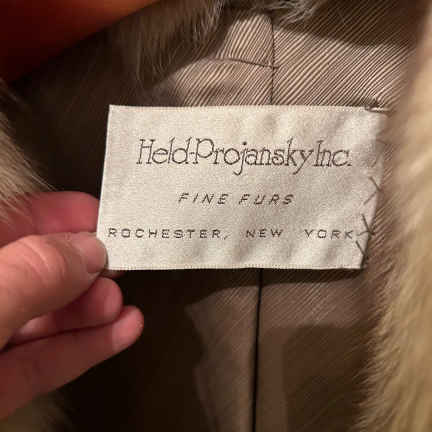 Held-Projansky Inc.
FINE FURS
ROCHESTER, NEW YORK